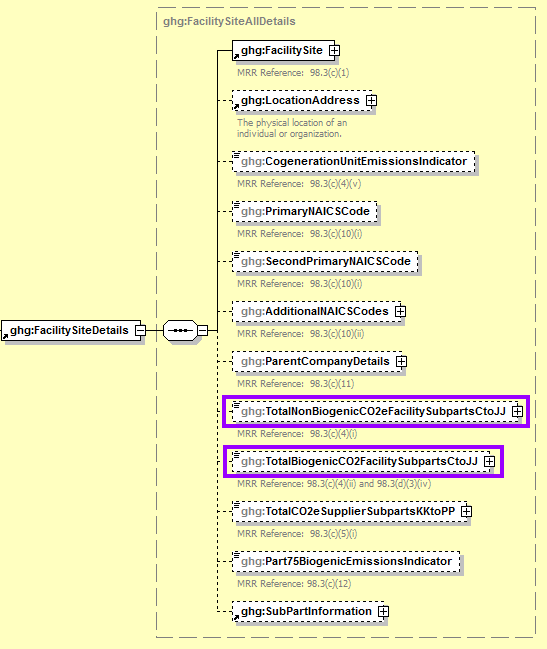 ghg:FacilitySiteAllDetails
ghg:FacilitySite
MRR Reference: 98.3(c)(1)
ghg:LocationAddress
The physical location of an
individual or organization.
ghg:CogenerationUnitEmissionsIndicator
MRR Reference: 98.3(c)(4)(v)
ghg:PrimaryNAICSCode
MRR Reference: 98.3(c)(10)(i)
ghg:SecondPrimaryNAICSCode
MRR Reference: 98.3(c)(10)(i)
ghg:AdditionalNAICSCodes
MRR Reference: 98.3(c)(10)(ii)
ghg:FacilitySiteDetails
ghg:ParentCompanyDetails
MRR Reference: 98.3(c)(11)
ghg:TotalNonBiogenicCO2eFacilitySubpartsCtoJJ
MRR Reference: 98.3(c)(4)(i)
ghg:TotalBiogenicCO2FacilitySubpartsCtoJJ
MRR Reference: 98.3(c)(4)(ii) and 98.3(d)(3)(iv)
ghg:TotalCO2eSupplierSubpartsKKtoPP
MRR Reference: 98.3(c)(5)(i)
ghg:Part75BiogenicEmissionsIndicator
MRR Reference: 98.3(c)(12)
ghg:SubPartInformation